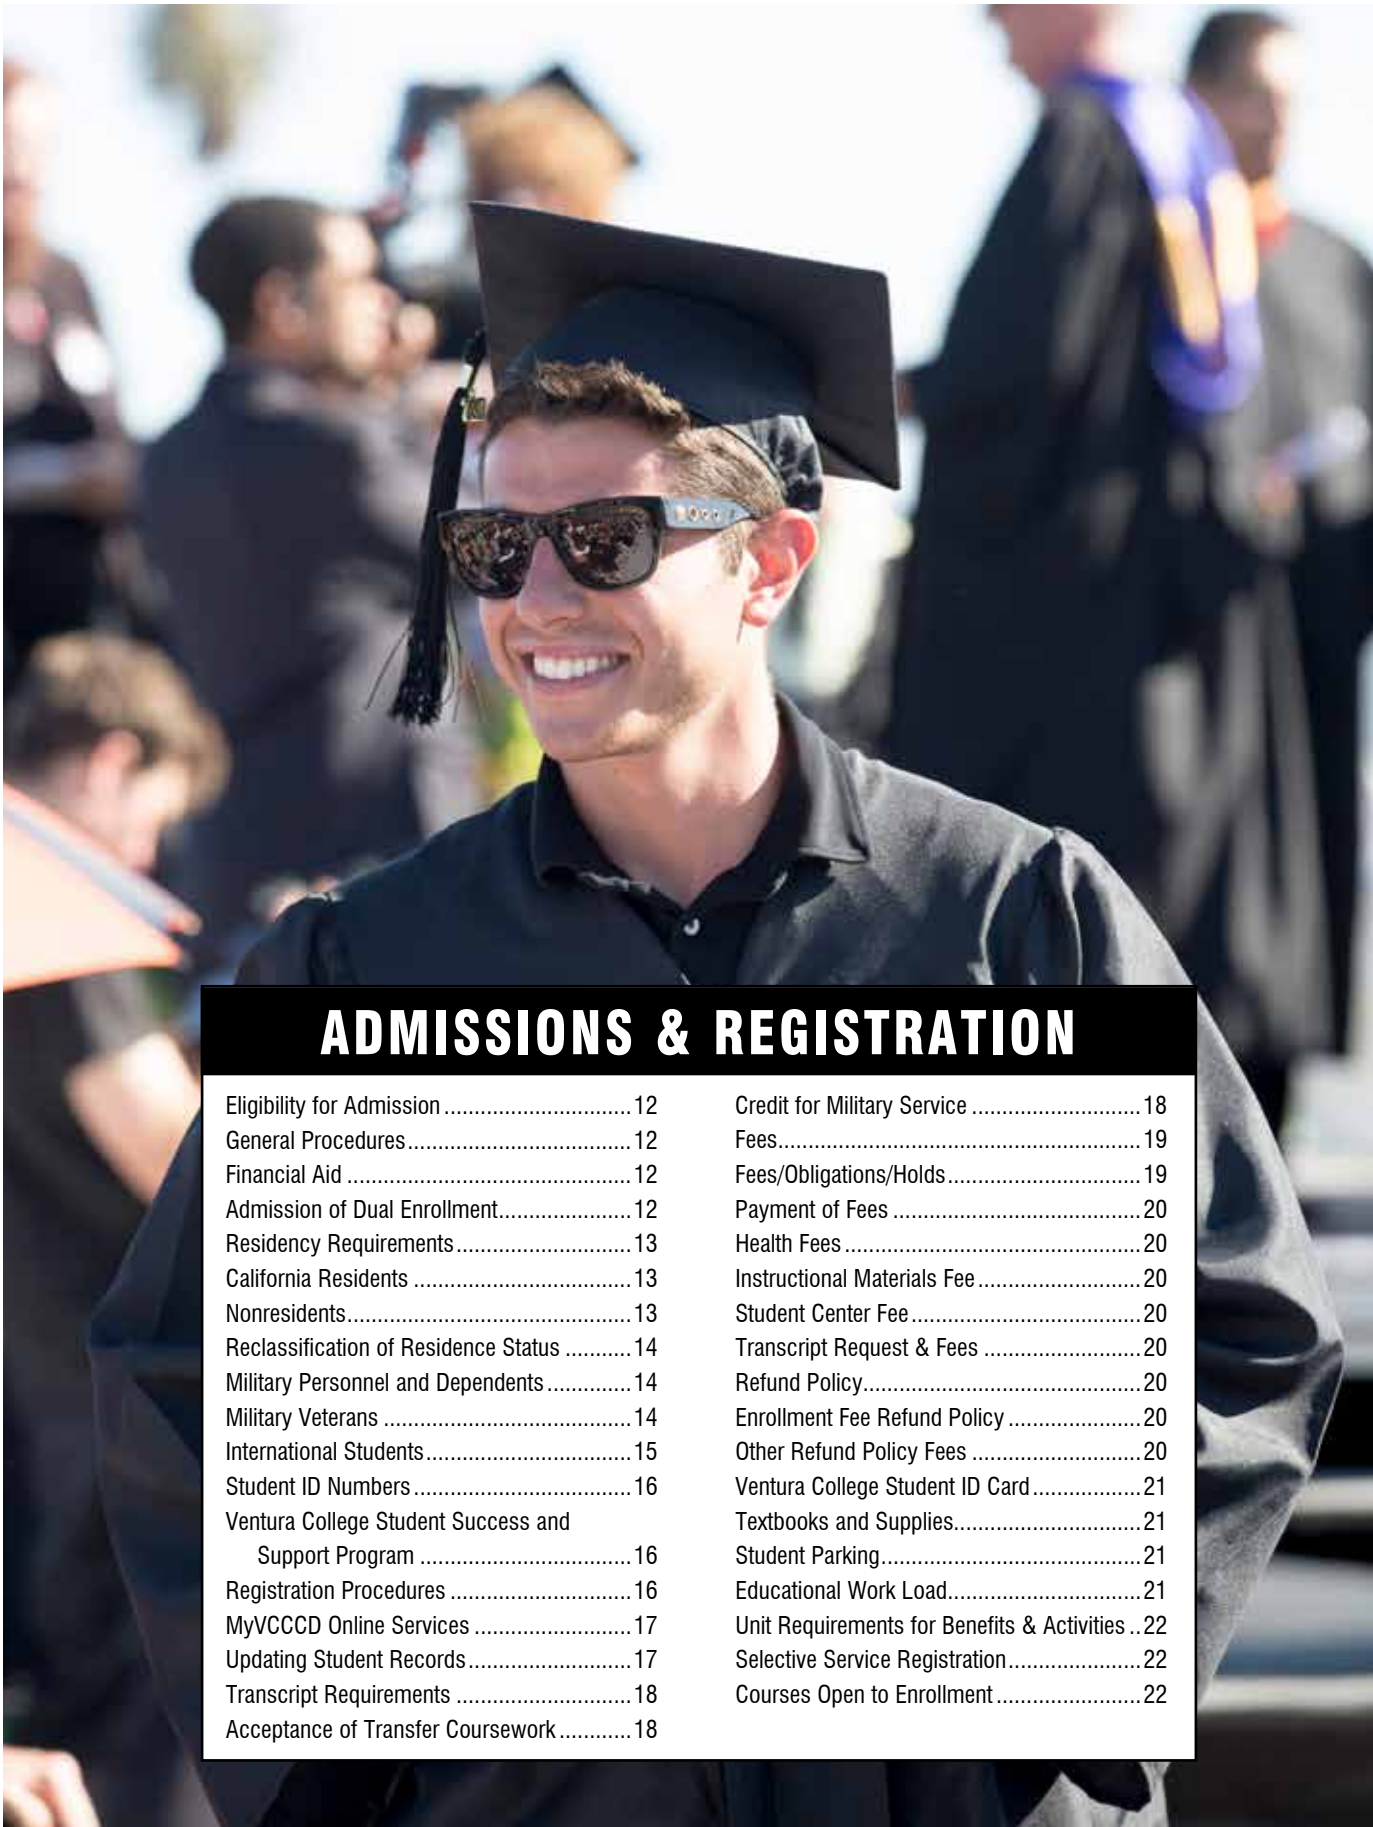 ADMISSIONS & REGISTRATION
Eligibility for Admission...............................12
General Procedures.....................................12
Financial Aid...............................................12
Admission of Dual Enrollment......................12
Residency Requirements.............................13
California Residents....................................13
Nonresidents...............................................13
Reclassification of Residence Status...........14
Military Personnel and Dependents..............14
Military Veterans.........................................14
International Students..................................15
Student ID Numbers....................................16
Ventura College Student Success and
Support Program...................................16
Registration Procedures..............................16
MyVCCCD Online Services..........................17
Updating Student Records...........................17
Transcript Requirements.............................18
Acceptance of Transfer Coursework............18
Credit for Military Service............................18
Fees............................................................19
Fees/Obligations/Holds................................19
Payment of Fees.........................................20
Health Fees.................................................20
Instructional Materials Fee...........................20
Student Center Fee......................................20
Transcript Request & Fees..........................20
Refund Policy..............................................20
Enrollment Fee Refund Policy......................20
Other Refund Policy Fees............................20
Ventura College Student ID Card..................21
Textbooks and Supplies...............................21
Student Parking...........................................21
Educational Work Load................................21
Unit Requirements for Benefits & Activities..22
Selective Service Registration......................22
Courses Open to Enrollment........................22